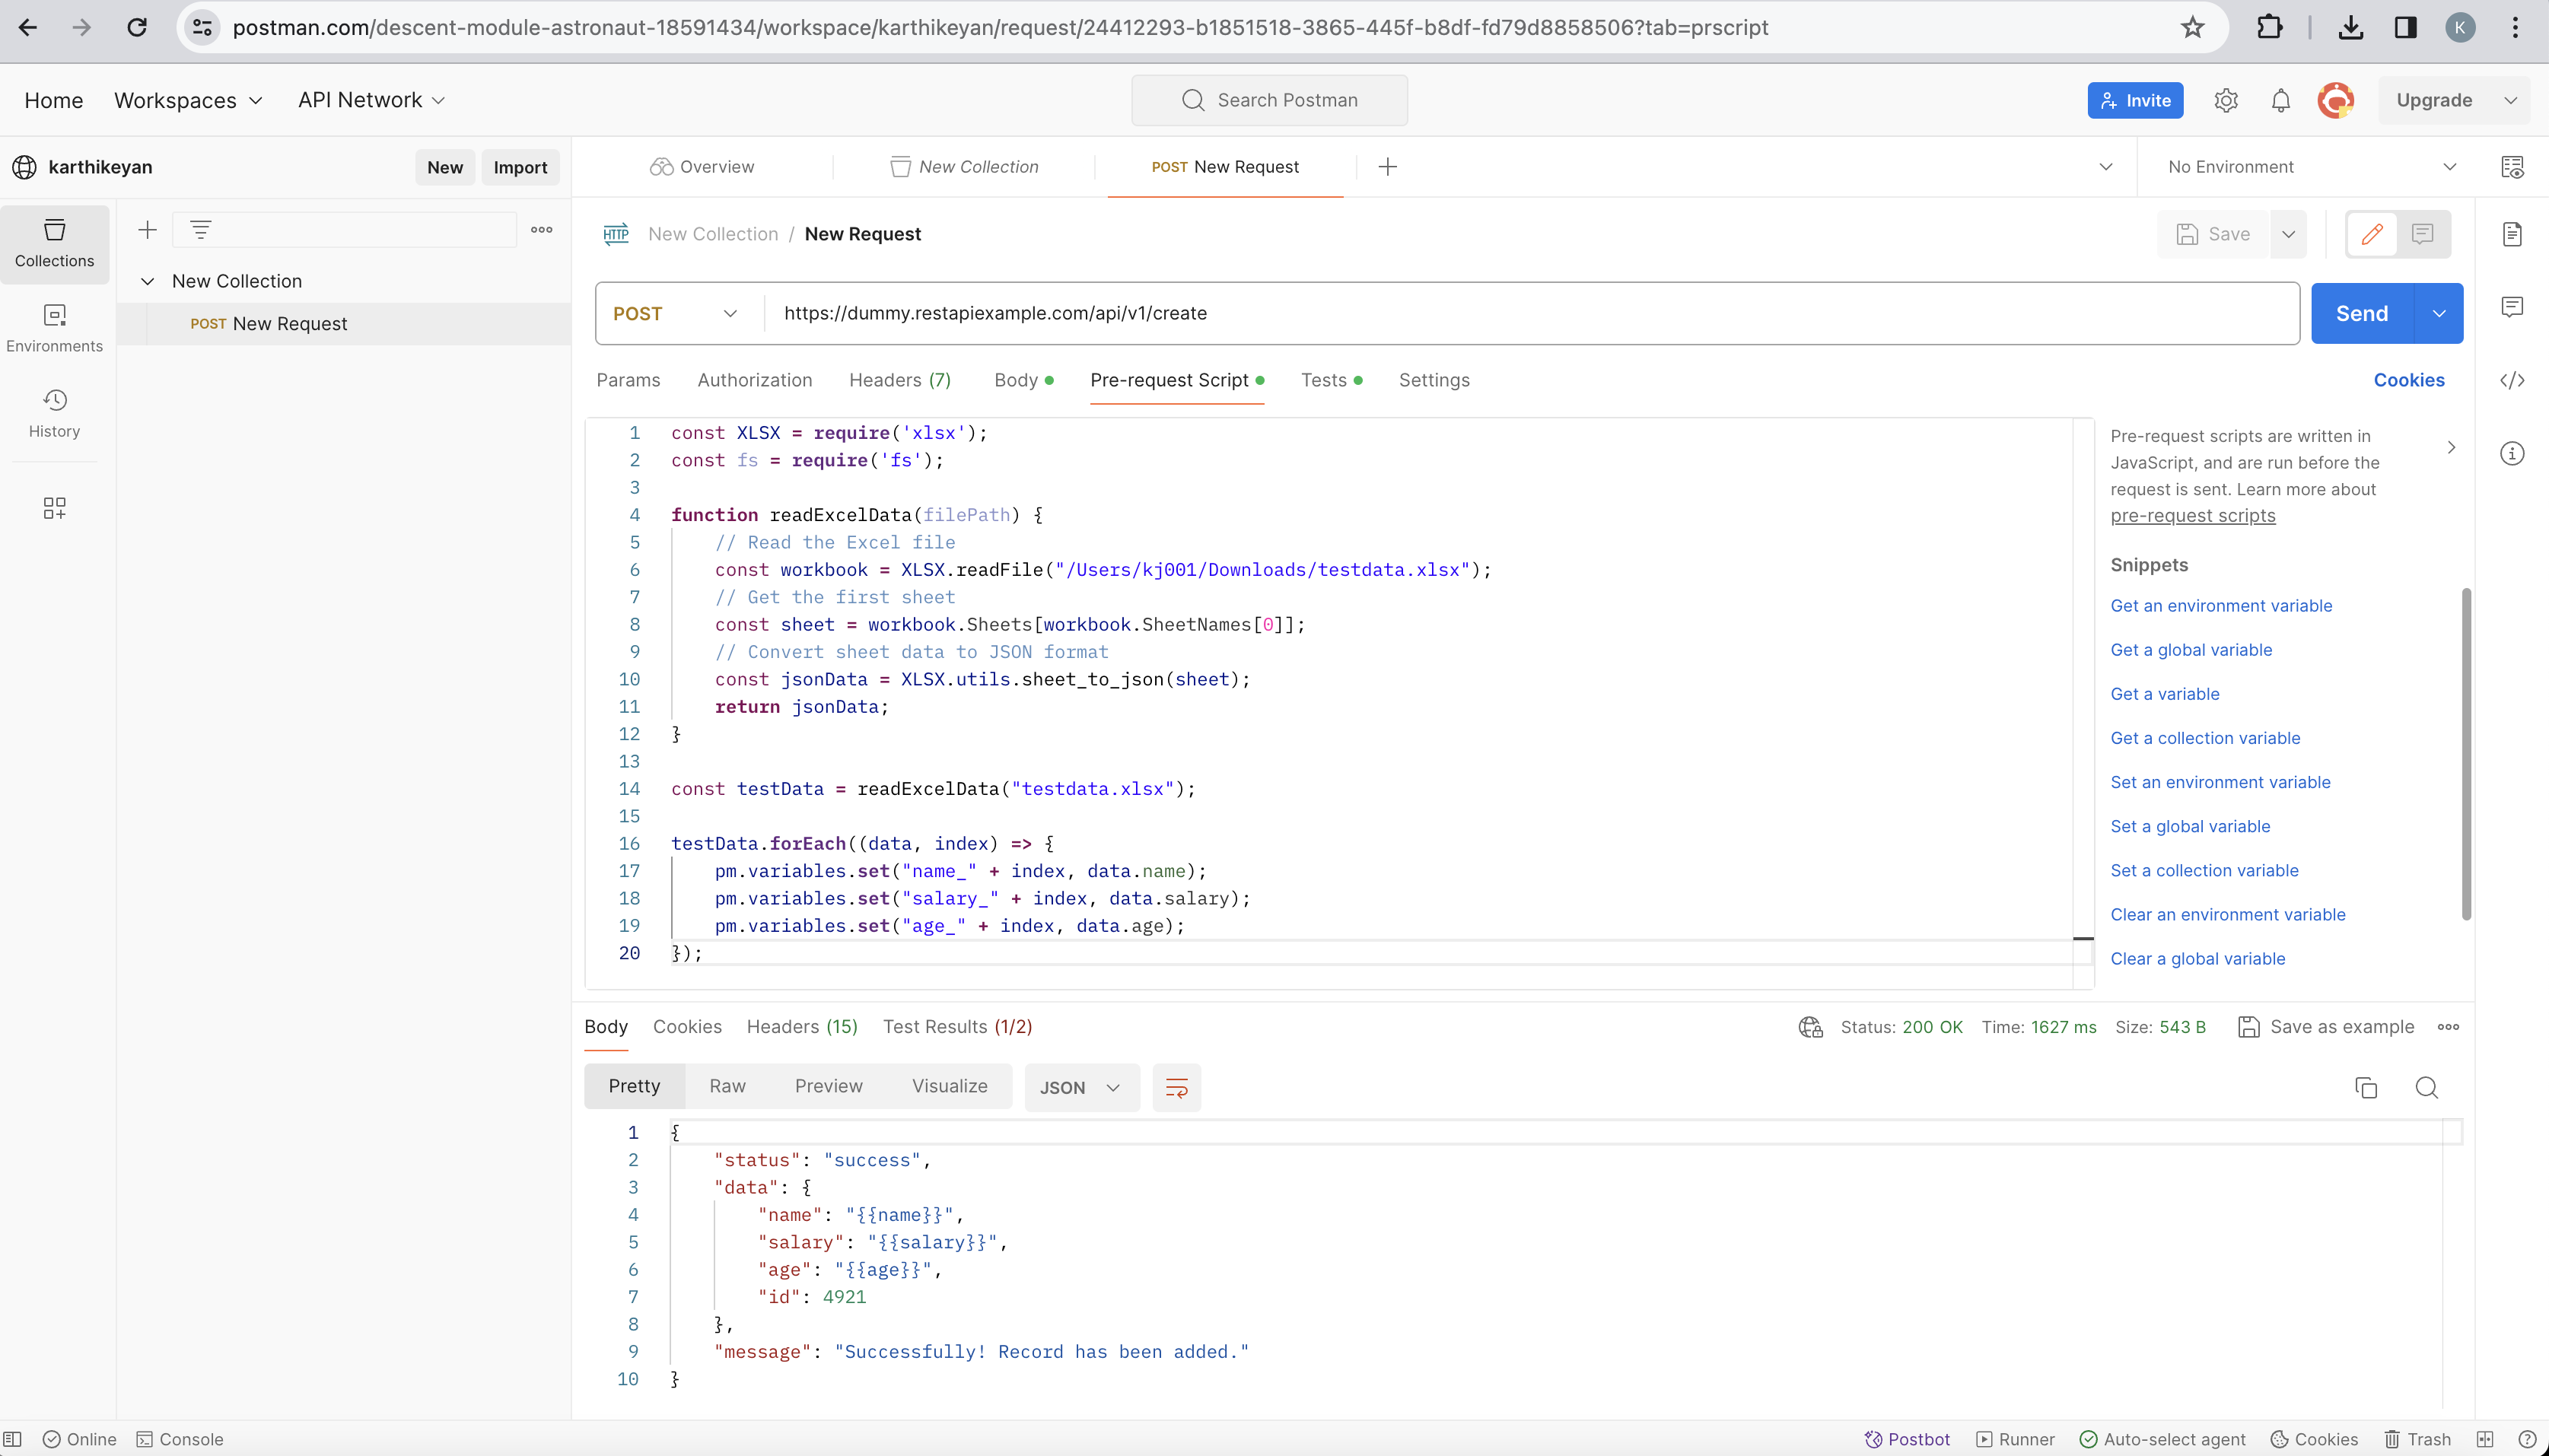 postman.com/descent-module-astronaut-18591434/workspace/karthikeyan/request/24412293-b1851518-3865-445f-b8df-fd79d8858506?tab=prscript
K
Home Workspaces API Network Search Postman Invite Upgrade
karthikeyan New Import Overview New Collection POST New Request No Environment
Collections
New Collection
POST New Request
Environments
History
HTTP New Collection / New Request Save
POST https://dummy.restapiexample.com/api/v1/create Send
Params Authorization Headers (7) Body Pre-request Script Tests Settings Cookies
1 const XLSX = require('xlsx');
2 const fs = require('fs');
3
4 function readExcelData(filePath) {
5 // Read the Excel file
6 const workbook = XLSX.readFile("/Users/kj001/Downloads/testdata.xlsx");
7 // Get the first sheet
8 const sheet = workbook.Sheets[workbook.SheetNames[0]];
9 // Convert sheet data to JSON format
10 const jsonData = XLSX.utils.sheet_to_json(sheet);
11 return jsonData;
12 }
13
14 const testData = readExcelData("testdata.xlsx");
15
16 testData.forEach((data, index) => {
17 pm.variables.set("name_" + index, data.name);
18 pm.variables.set("salary_" + index, data.salary);
19 pm.variables.set("age_" + index, data.age);
20 });
Pre-request scripts are written in
JavaScript, and are run before the
request is sent. Learn more about
pre-request scripts
Snippets
Get an environment variable
Get a global variable
Get a variable
Get a collection variable
Set an environment variable
Set a global variable
Set a collection variable
Clear an environment variable
Clear a global variable
Body Cookies Headers (15) Test Results (1/2) Status: 200 OK Time: 1627 ms Size: 543 B Save as example
Pretty Raw Preview Visualize JSON
1 {
2 "status": "success",
3 "data": {
4 "name": "{{name}}",
5 "salary": "{{salary}}",
6 "age": "{{age}}",
7 "id": 4921
8 },
9 "message": "Successfully! Record has been added."
10 }
Online Console Postbot Runner Auto-select agent Cookies Trash